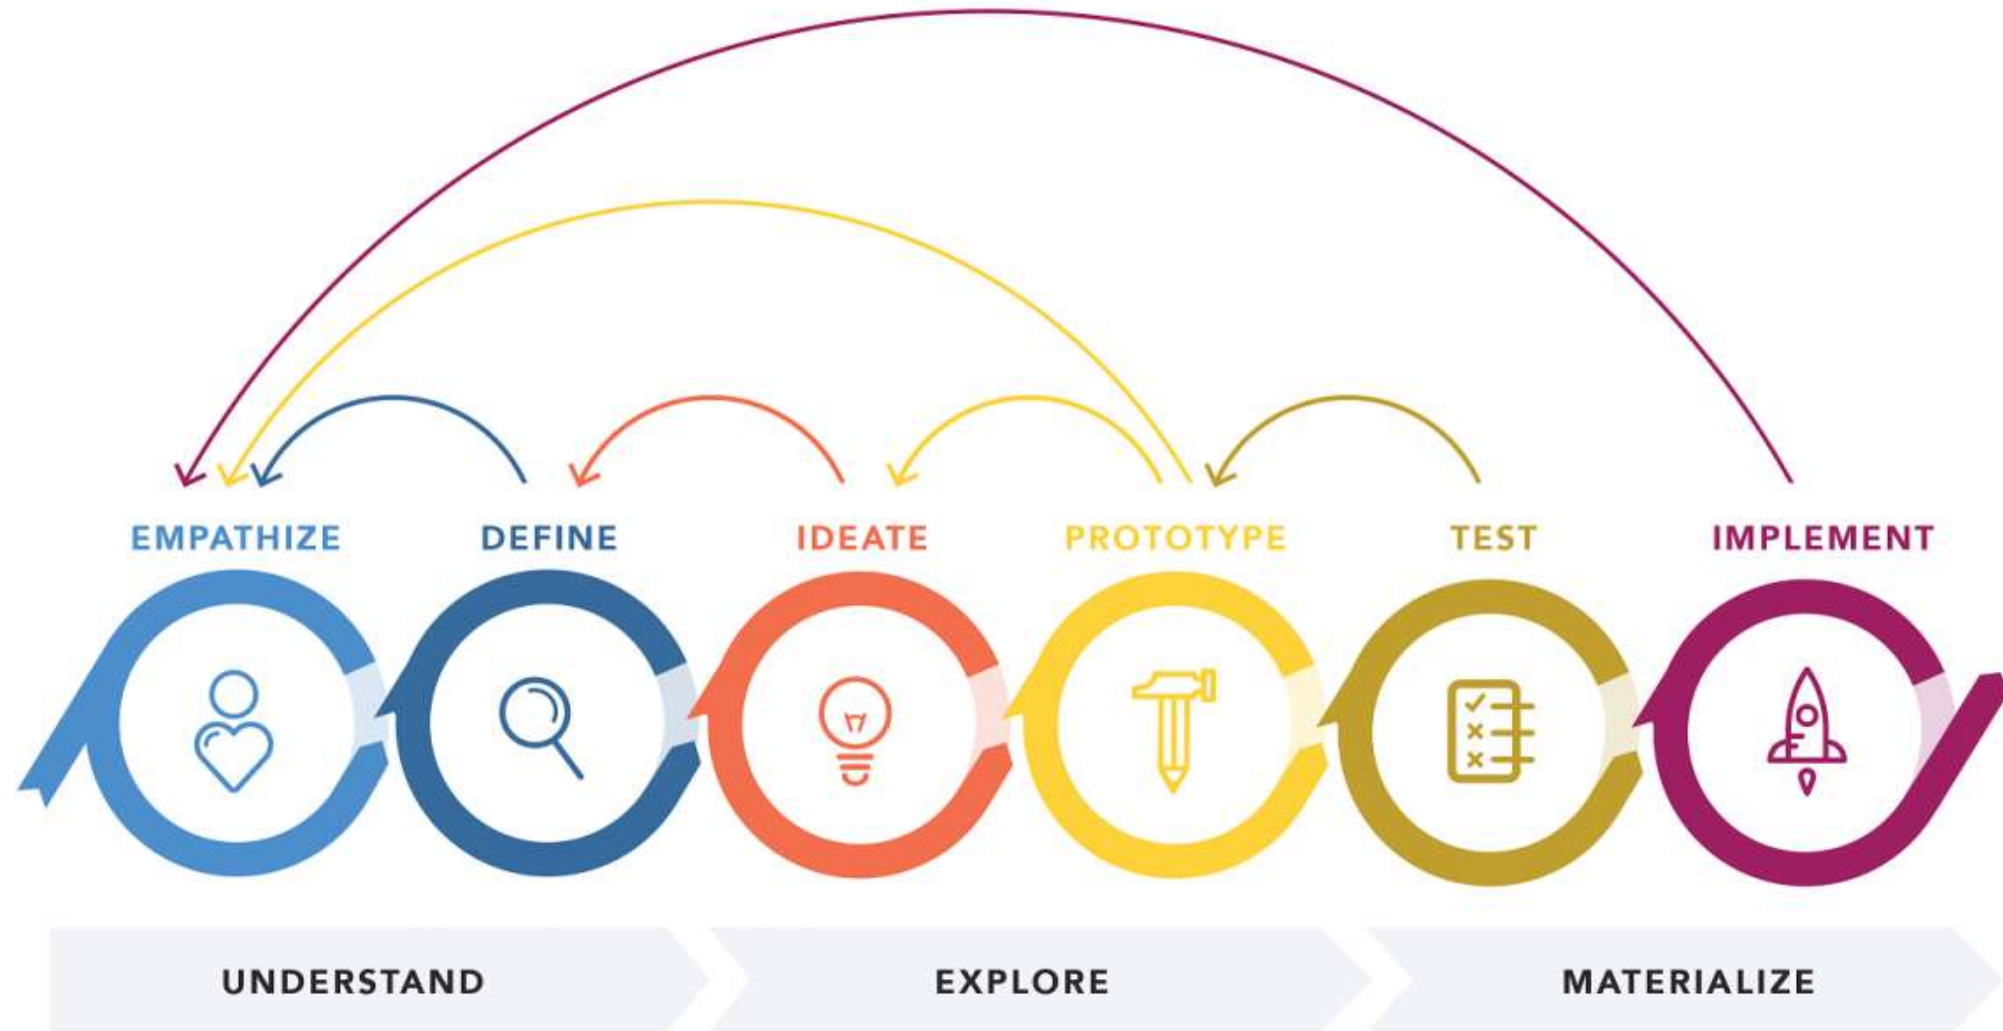 EMPATHIZE
DEFINE
IDEATE
PROTOTYPE
TEST
IMPLEMENT
UNDERSTAND
EXPLORE
MATERIALIZE